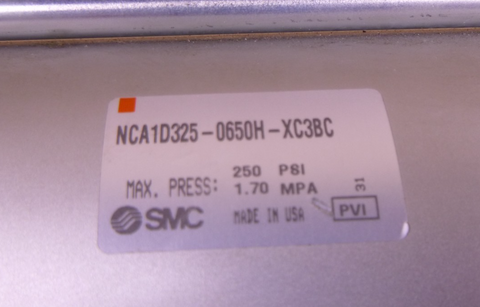 NCA1D325-0650H-XC3BC
MAX. PRESS: 250 PSI
1.70 MPA
SMC MADE IN USA PVI 31